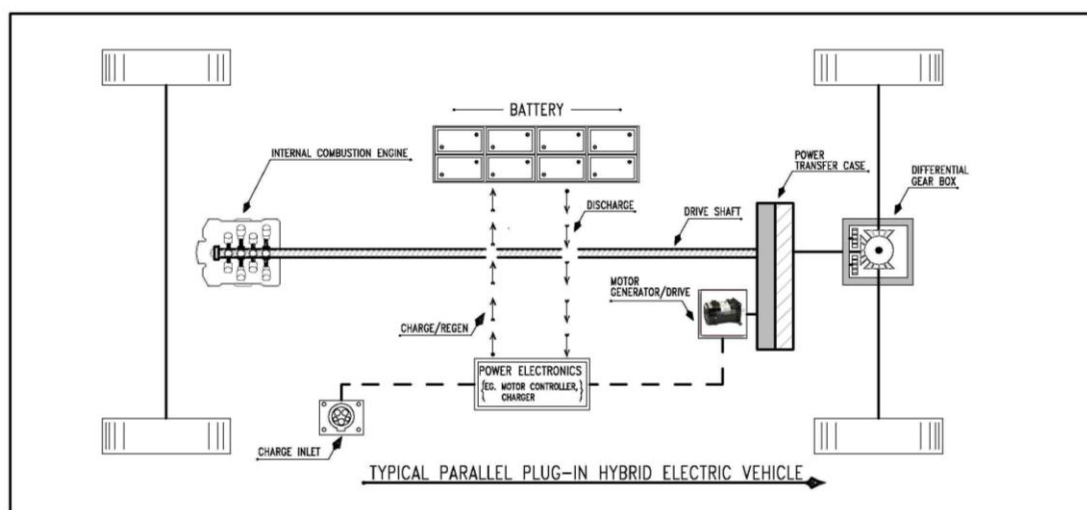 BATTERY
INTERNAL COMBUSTION ENGINE
POWER
TRANSFER CASE
DIFFERENTIAL
GEAR BOX
DISCHARGE
DRIVE SHAFT
MOTOR
GENERATOR/DRIVE
CHARGE/REGEN
POWER ELECTRONICS
EG. MOTOR CONTROLLER,
CHARGER
CHARGE INLET
TYPICAL PARALLEL PLUG-IN HYBRID ELECTRIC VEHICLE